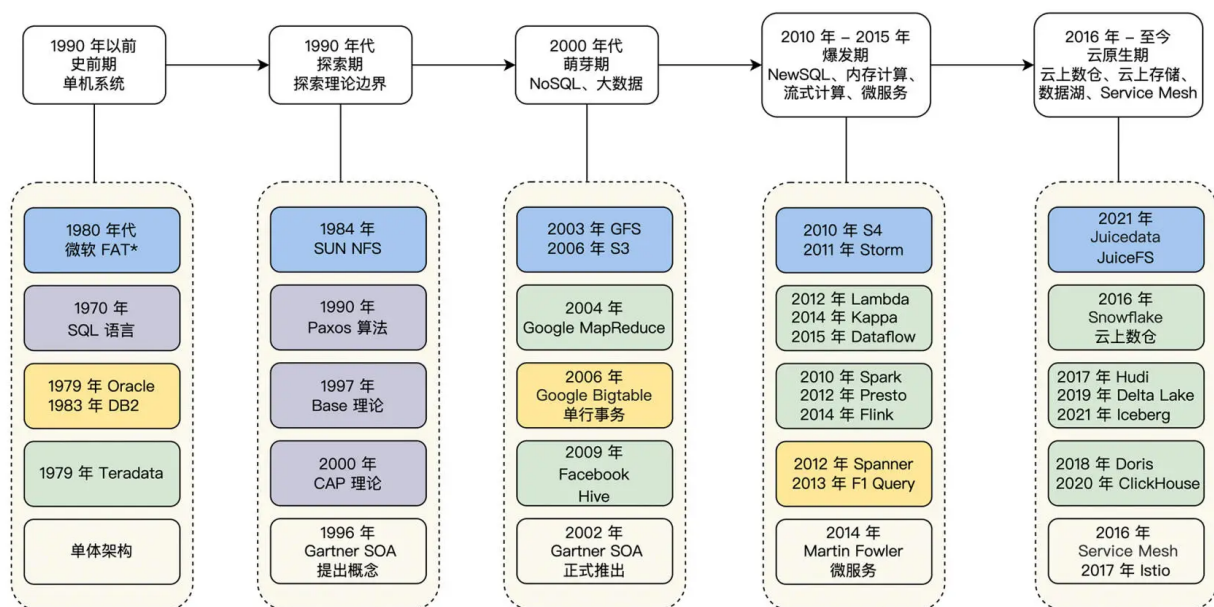 1990 年以前
史前期
单机系统
1990 年代
探索期
探索理论边界
2000 年代
萌芽期
NoSQL、大数据
2010 年 – 2015 年
爆发期
NewSQL、内存计算、
流式计算、微服务
2016 年 – 至今
云原生期
云上数仓、云上存储、
数据湖、Service Mesh
1980 年代
微软 FAT*
1970 年
SQL 语言
1979 年 Oracle
1983 年 DB2
1979 年 Teradata
单体架构
1984 年
SUN NFS
1990 年
Paxos 算法
1997 年
Base 理论
2000 年
CAP 理论
1996 年
Gartner SOA
提出概念
2003 年 GFS
2006 年 S3
2004 年
Google MapReduce
2006 年
Google Bigtable
单行事务
2009 年
Facebook
Hive
2002 年
Gartner SOA
正式推出
2010 年 S4
2011 年 Storm
2012 年 Lambda
2014 年 Kappa
2015 年 Dataflow
2010 年 Spark
2012 年 Presto
2014 年 Flink
2012 年 Spanner
2013 年 F1 Query
2014 年
Martin Fowler
微服务
2021 年
Juicedata
JuiceFS
2016 年
Snowflake
云上数仓
2017 年 Hudi
2019 年 Delta Lake
2021 年 Iceberg
2018 年 Doris
2020 年 ClickHouse
2016 年
Service Mesh
2017 年 Istio